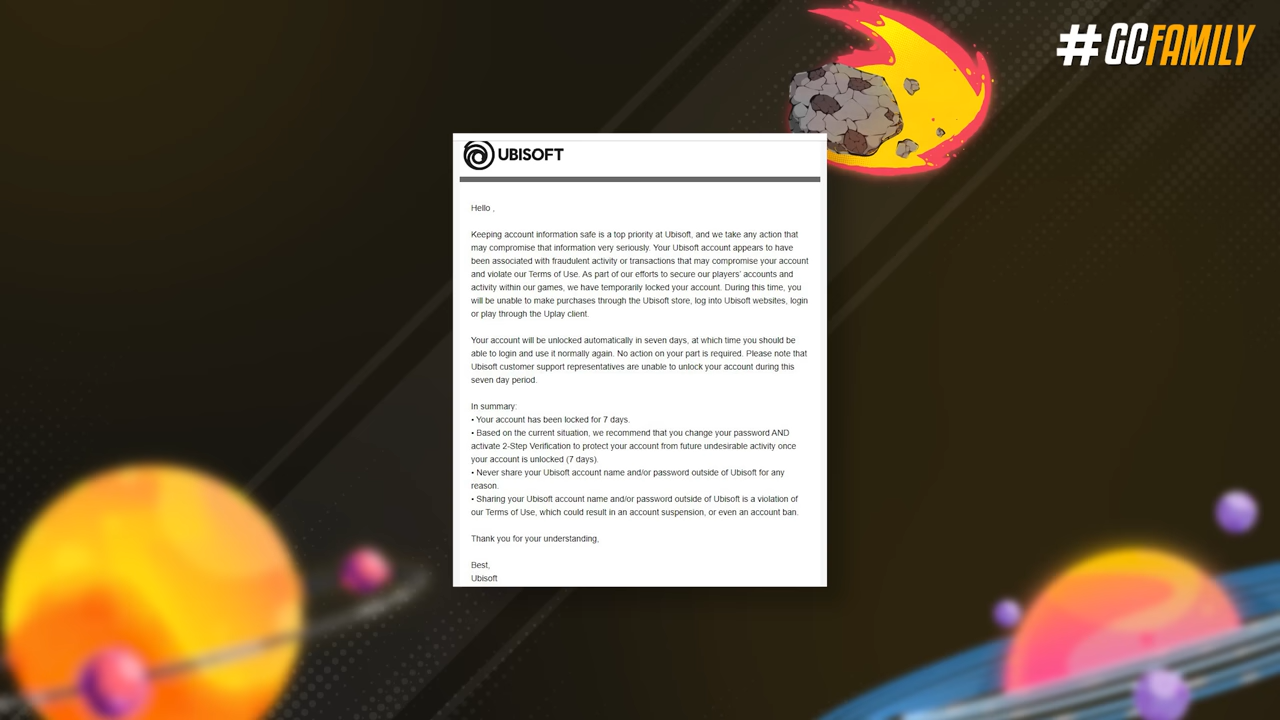 #GCFAMILY
UBISOFT
Hello ,
Keeping account information safe is a top priority at Ubisoft, and we take any action that
may compromise that information very seriously. Your Ubisoft account appears to have
been associated with fraudulent activity or transactions that may compromise your account
and violate our Terms of Use. As part of our efforts to secure our players' accounts and
activity within our games, we have temporarily locked your account. During this time, you
will be unable to make purchases through the Ubisoft store, log into Ubisoft websites, login
or play through the Uplay client.
Your account will be unlocked automatically in seven days, at which time you should be
able to login and use it normally again. No action on your part is required. Please note that
Ubisoft customer support representatives are unable to unlock your account during this
seven day period.
In summary:
• Your account has been locked for 7 days.
• Based on the current situation, we recommend that you change your password AND
activate 2-Step Verification to protect your account from future undesirable activity once
your account is unlocked (7 days).
• Never share your Ubisoft account name and/or password outside of Ubisoft for any
reason.
• Sharing your Ubisoft account name and/or password outside of Ubisoft is a violation of
our Terms of Use, which could result in an account suspension, or even an account ban.
Thank you for your understanding,
Best,
Ubisoft